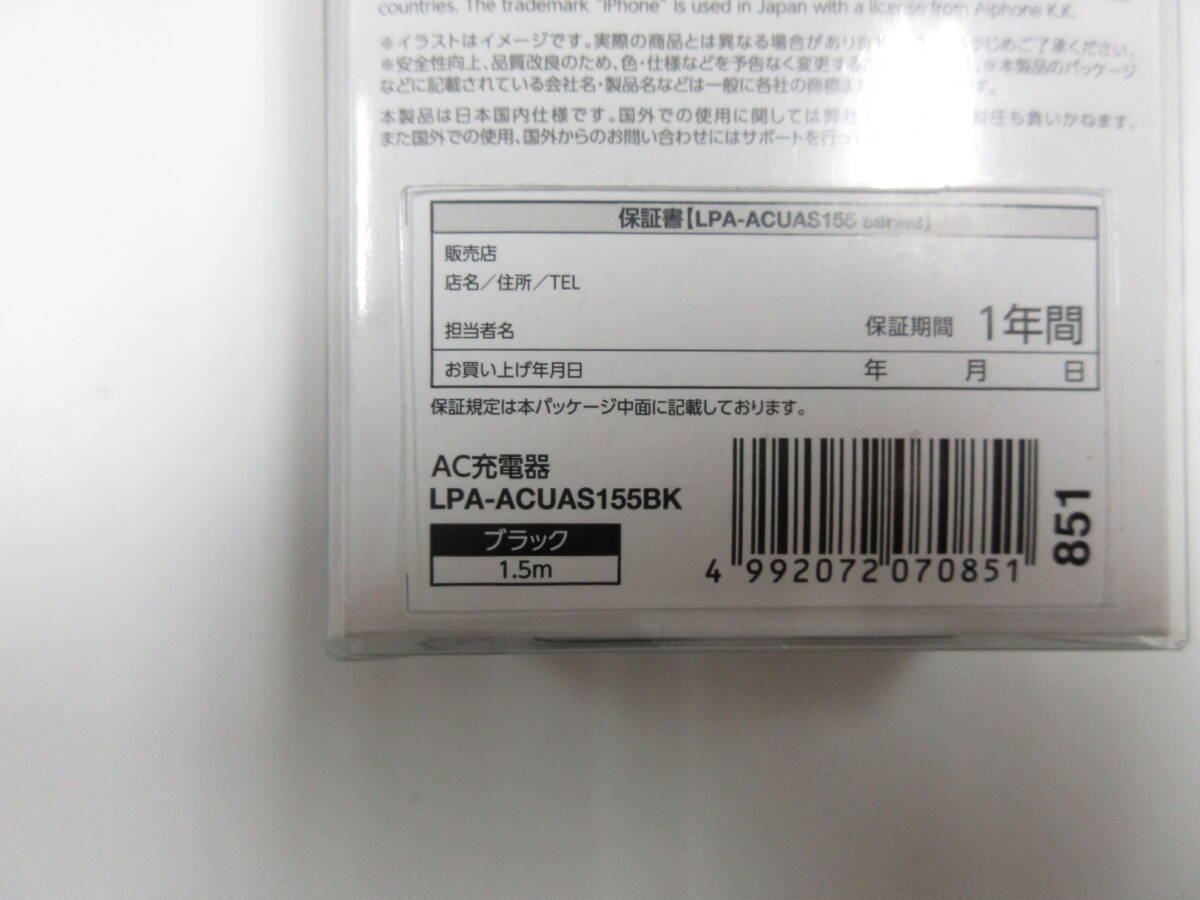 countries. The trademark "iPhone" is used in Japan with a license from Aiphone K.K.
※イラストはイメージです。実際の商品とは異なる場合があり めご了承ください。
※安全性向上、品質改良のため、色・仕様などを予告なく変更する ※本製品のパッケージ
などに記載されている会社名・製品名などは一般に各社の商標 す。
本製品は日本国内仕様です。国外での使用に関しては弊社 責任も負いかねます。
また国外での使用、国外からのお問い合わせにはサポートを行って
保証書【LPA-ACUAS155 series】
販売店
店名／住所／TEL
担当者名
保証期間 1年間
お買い上げ年月日 年 月 日
保証規定は本パッケージ中面に記載しております。
AC充電器
LPA-ACUAS155BK
ブラック
1.5m
4 992072 070851
851